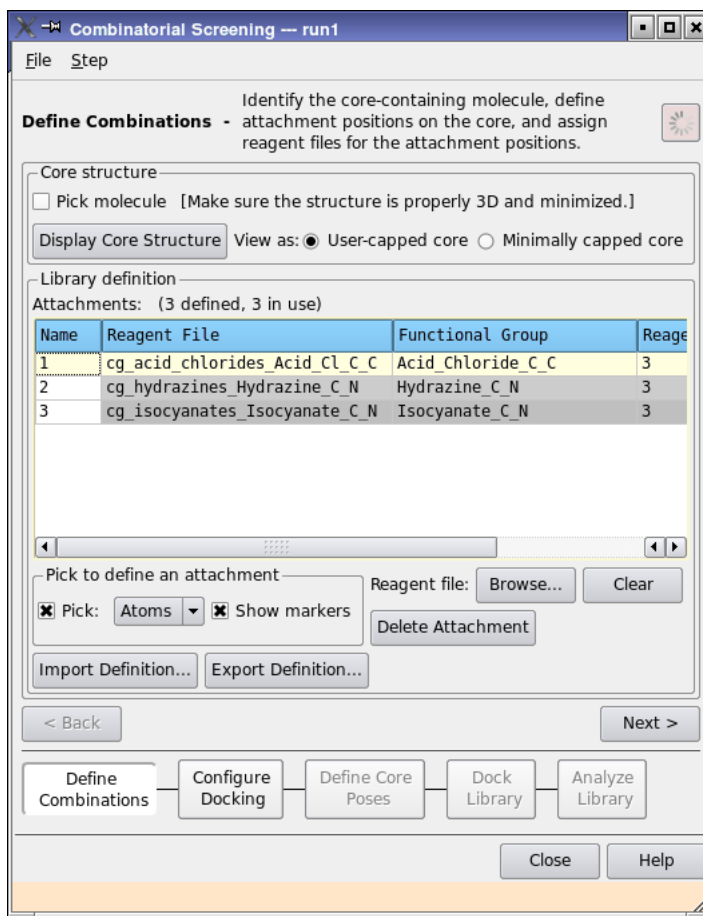 Combinatorial Screening --- run1
File Step
Define Combinations -
Identify the core-containing molecule, define
attachment positions on the core, and assign
reagent files for the attachment positions.
Core structure
Pick molecule [Make sure the structure is properly 3D and minimized.]
Display Core Structure View as: User-capped core Minimally capped core
Library definition
Attachments: (3 defined, 3 in use)
Name Reagent File Functional Group Reage
1 cg_acid_chlorides_Acid_Cl_C_C Acid_Chloride_C_C 3
2 cg_hydrazines_Hydrazine_C_N Hydrazine_C_N 3
3 cg_isocyanates_Isocyanate_C_N Isocyanate_C_N 3
Pick to define an attachment
Pick: Atoms Show markers
Reagent file: Browse... Clear
Delete Attachment
Import Definition... Export Definition...
< Back Next >
Define
Combinations
Configure
Docking
Define Core
Poses
Dock
Library
Analyze
Library
Close Help